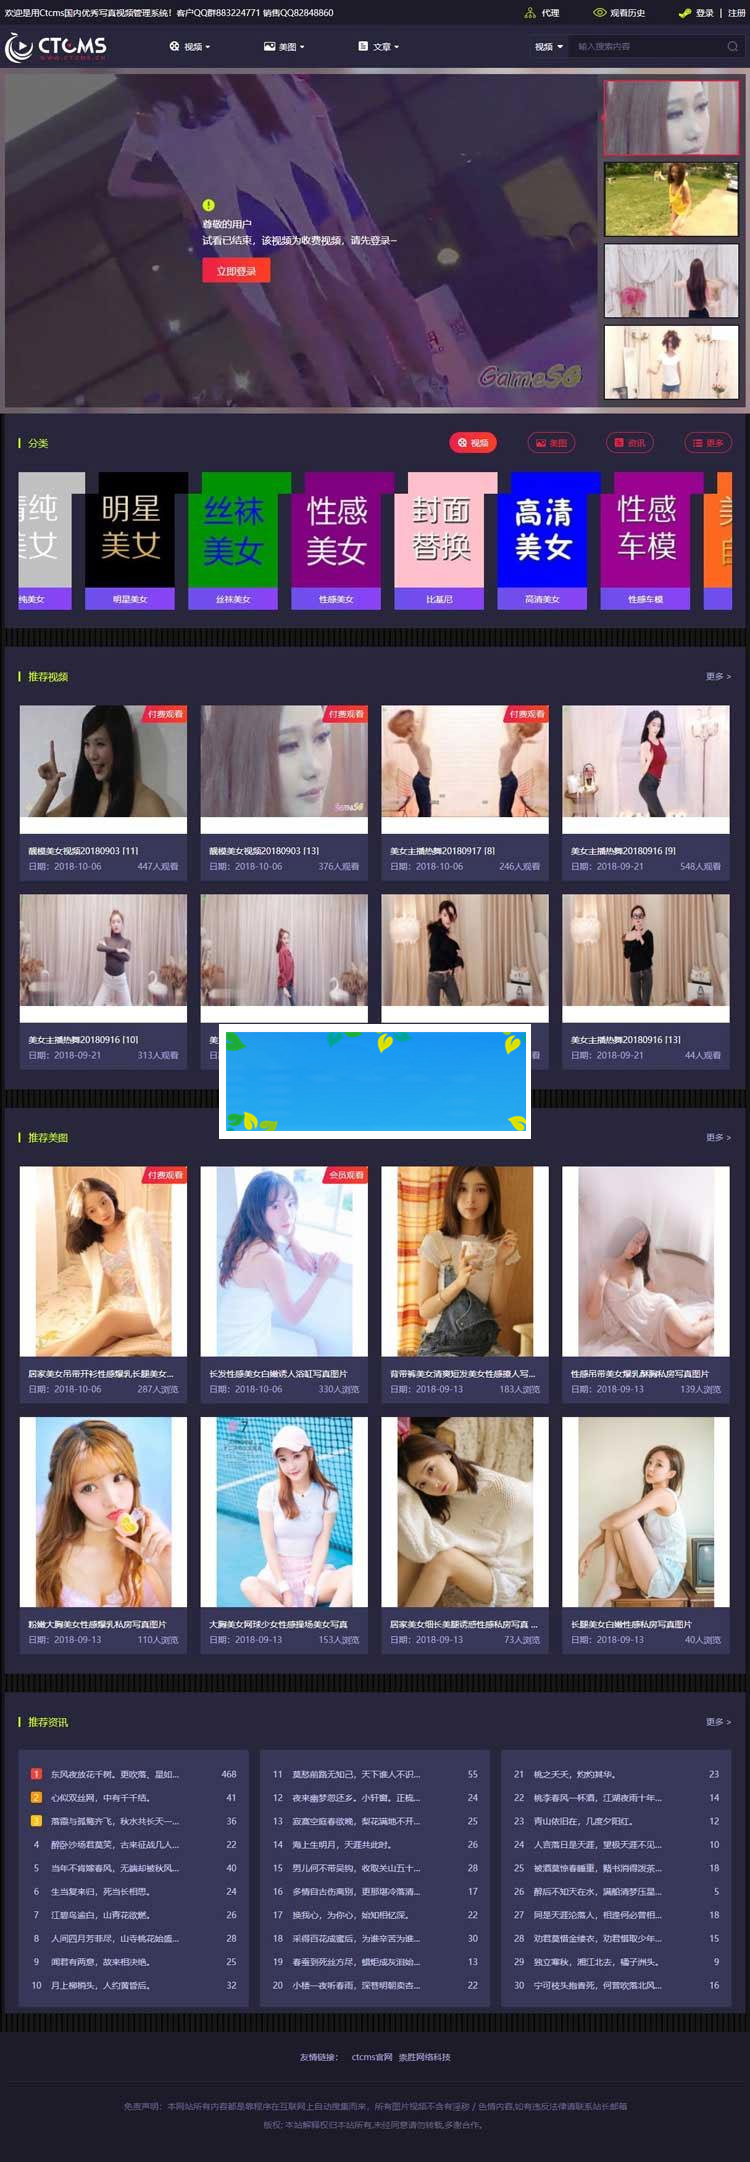 欢迎是用Ctcms国内优秀写真视频管理系统！客户QQ群883224771 销售QQ82848860
代理 观看历史 登录 | 注册
CTCMS
WWW.CTCMS.CN
视频 美图 文章
视频 输入搜索内容
尊敬的用户
试看已结束，该视频为收费视频，请先登录~
立即登录
GameSG
分类
视频 美图 资讯 更多
明星美女
丝袜美女
性感美女
封面替换
高清美女
性感车模
纯美女 明星美女 丝袜美女 性感美女 比基尼 高清美女 性感车模
推荐视频 更多 >
付费观看 付费观看 付费观看
GameSG
靓模美女视频20180903 [11]
日期：2018-10-06 447人观看
靓模美女视频20180903 [13]
日期：2018-10-06 376人观看
美女主播热舞20180917 [8]
日期：2018-10-06 246人观看
美女主播热舞20180916 [9]
日期：2018-09-21 548人观看
美女主播热舞20180916 [10]
日期：2018-09-21 313人观看
美女主播热舞20180916 [13]
日期：2018-09-21 44人观看
推荐美图 更多 >
付费观看 会员观看
居家美女吊带开衫性感爆乳长腿美女...
日期：2018-10-06 287人浏览
长发性感美女白嫩诱人浴缸写真图片
日期：2018-10-06 330人浏览
背带裤美女清爽短发美女性感撩人写...
日期：2018-09-13 183人浏览
性感吊带美女爆乳酥胸私房写真图片
日期：2018-09-13 139人浏览
粉嫩大胸美女性感爆乳私房写真图片
日期：2018-09-13 110人浏览
大胸美女网球少女性感操场美女写真
日期：2018-09-13 153人浏览
居家美女细长美腿诱惑性感私房写真 ...
日期：2018-09-13 73人浏览
长腿美女白嫩性感私房写真图片
日期：2018-09-13 40人浏览
推荐资讯 更多 >
1 东风夜放花千树。更吹落、星如... 468
2 心似双丝网，中有千千结。 41
3 落霞与孤鹜齐飞，秋水共长天一... 36
4 醉卧沙场君莫笑，古来征战几人... 22
5 当年不肯嫁春风，无端却被秋风... 40
6 生当复来归，死当长相思。 24
7 江碧鸟逾白，山青花欲燃。 26
8 人间四月芳菲尽，山寺桃花始盛... 28
9 闻君有两意，故来相决绝。 25
10 月上柳梢头，人约黄昏后。 32
11 莫愁前路无知己，天下谁人不识... 55
12 夜来幽梦忽还乡。小轩窗。正梳... 24
13 寂寞空庭春欲晚，梨花满地不开... 25
14 海上生明月，天涯共此时。 26
15 男儿何不带吴钩，收取关山五十... 28
16 多情自古伤离别，更那堪冷落清... 17
17 换我心，为你心，始知相忆深。 22
18 采得百花成蜜后，为谁辛苦为谁... 30
19 春蚕到死丝方尽，蜡炬成灰泪始... 13
20 小楼一夜听春雨，深巷明朝卖杏... 22
21 桃之夭夭，灼灼其华。 23
22 桃李春风一杯酒，江湖夜雨十年... 14
23 青山依旧在，几度夕阳红。 12
24 人言落日是天涯，望极天涯不见... 10
25 被酒莫惊春睡重，赌书消得泼茶... 18
26 醉后不知天在水，满船清梦压星... 5
27 同是天涯沦落人，相逢何必曾相... 18
28 劝君莫惜金缕衣，劝君惜取少年... 15
29 独立寒秋，湘江北去，橘子洲头。 9
30 宁可枝头抱香死，何曾吹落北风... 16
友情链接： ctcms官网 崇胜网络科技
免责声明：本网站所有内容都是靠程序在互联网上自动搜集而来，所有图片视频不含有淫秽 / 色情内容,如有违反法律请联系站长邮箱
版权: 本站解释权归本站所有,未经同意请勿转载,多谢合作。